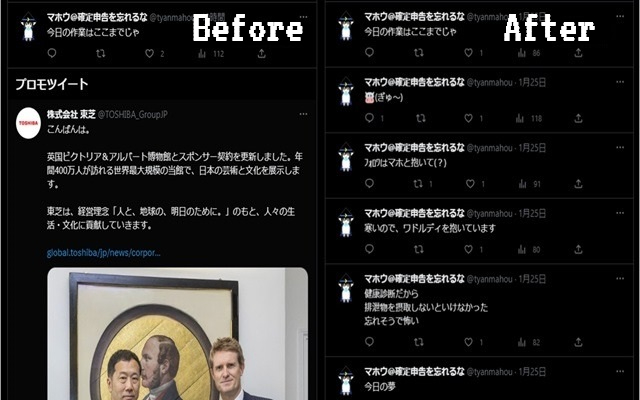 Before
マホウ@確定申告を忘れるな @tyanmahou
今日の作業はここまでじゃ
2 112
プロモツイート
TOSHIBA
株式会社 東芝 @TOSHIBA_GroupJP
こんばんは。
英国ビクトリア&アルバート博物館とスポンサー契約を更新しました。年
間400万人が訪れる世界最大規模の当館で、日本の芸術と文化を展示しま
す。
東芝は、経営理念「人と、地球の、明日のために。」のもと、人々の生
活・文化に貢献していきます。
global.toshiba/jp/news/corpor...
After
マホウ@確定申告を忘れるな @tyanmahou
今日の作業はここまでじゃ
1 86
マホウ@確定申告を忘れるな @tyanmahou · 1月25日
(ぎゅ~)
1 1 118
マホウ@確定申告を忘れるな @tyanmahou · 1月25日
ﾌｫﾛﾜはマホと抱いて(?)
1 91
マホウ@確定申告を忘れるな @tyanmahou · 1月25日
寒いので、ワドルディを抱いています
1 80
マホウ@確定申告を忘れるな @tyanmahou · 1月25日
健康診断だから
排泄物を摂取しないといけなかった
忘れそうで怖い
1 82
マホウ@確定申告を忘れるな @tyanmahou · 1月25日
今日の夢